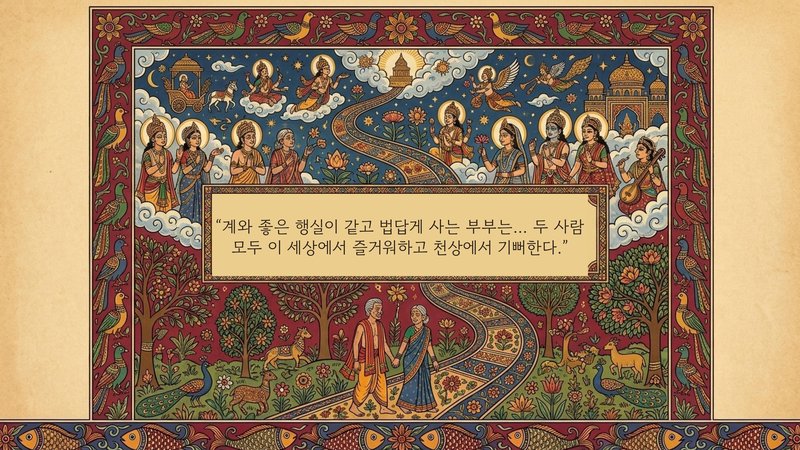 “계와 좋은 행실이 같고 법답게 사는 부부는... 두 사람
모두 이 세상에서 즐거워하고 천상에서 기뻐한다.”